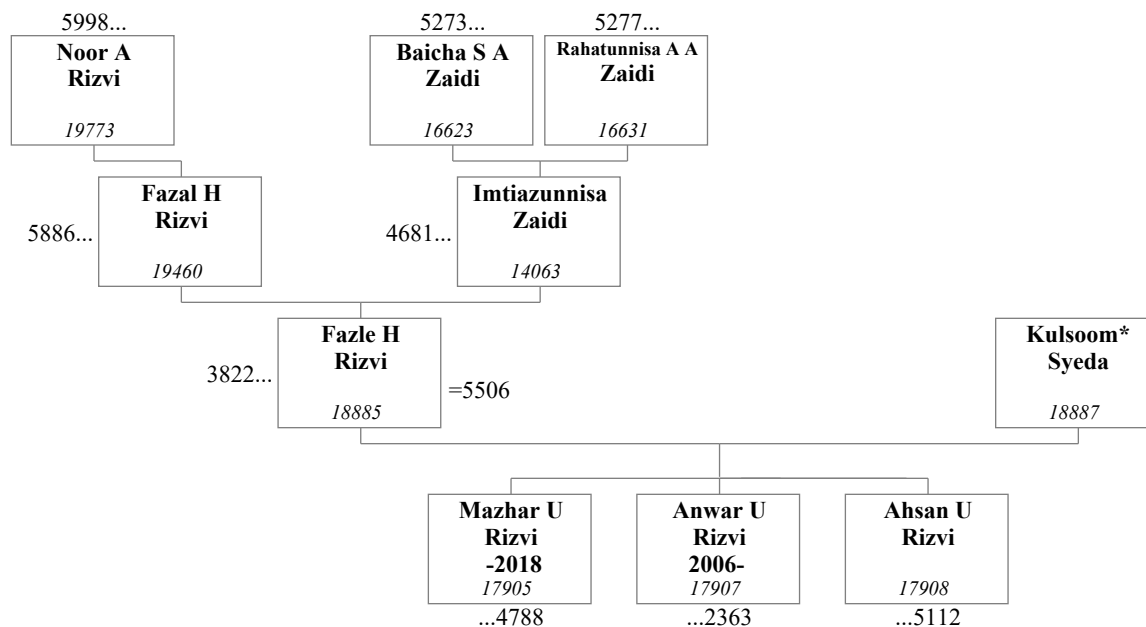 5998...
5273...
5277...
Noor A
Rizvi
19773
Baicha S A
Zaidi
16623
Rahatunnisa A A
Zaidi
16631
Fazal H
Rizvi
19460
5886...
Imtiazunnisa
Zaidi
14063
4681...
Fazle H
Rizvi
18885
3822...
=5506
Kulsoom*
Syeda
18887
Mazhar U
Rizvi
-2018
17905
...4788
Anwar U
Rizvi
2006-
17907
...2363
Ahsan U
Rizvi
17908
...5112